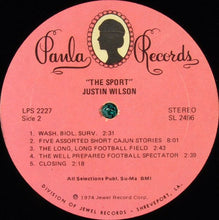 Paula Records
"THE SPORT"
JUSTIN WILSON
LPS 2227
Side 2
STEREO
SL 2496
1. WASH. BIOL. SURV. 2:31
2. FIVE ASSORTED SHORT CAJUN STORIES 8:01
3. THE LONG, LONG FOOTBALL FIELD 2:31
4. THE WELL PREPARED FOOTBALL SPECTATOR 2:39
5. CLOSING 2:18
All Selections Publ. Su-Ma BMI
© 1974 Jewel Record Corp.
DIVISION OF JEWEL RECORDS - SHREVEPORT, LA.